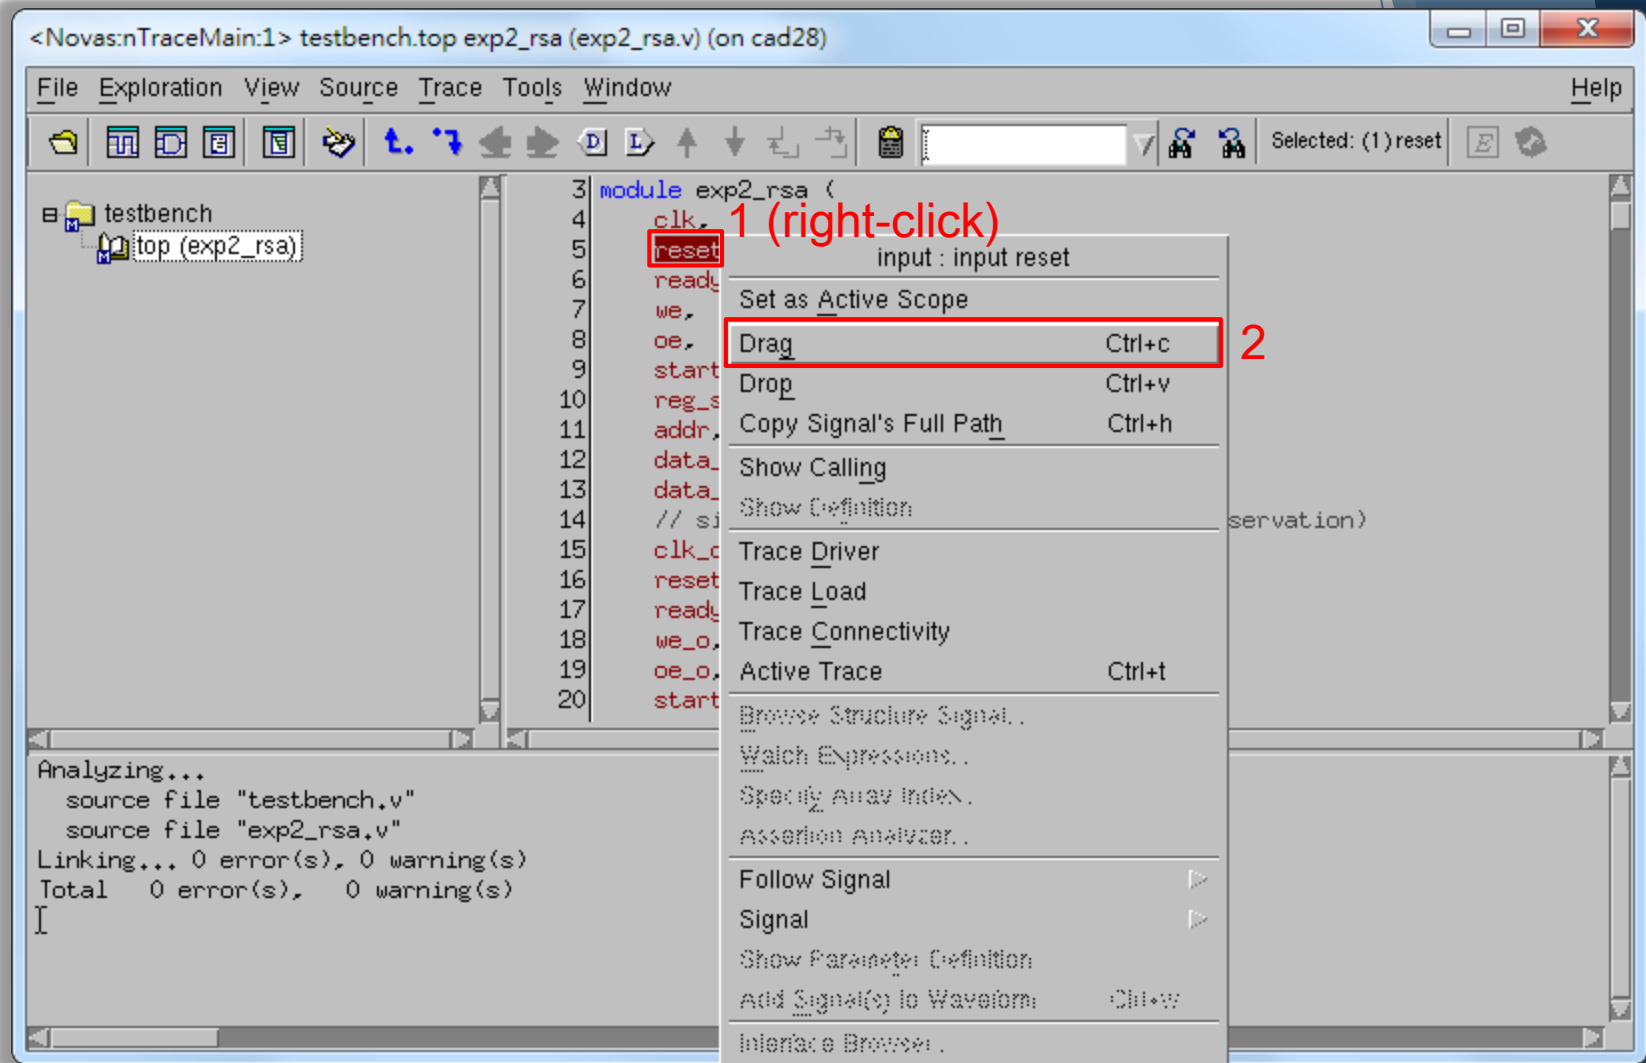 <Novas:nTraceMain:1> testbench.top exp2_rsa (exp2_rsa.v) (on cad28)
File Exploration View Source Trace Tools Window Help
Selected: (1) reset
testbench
top (exp2_rsa)
3 module exp2_rsa (
4 clk,
1 (right-click)
5 reset
6 ready
7 we,
8 oe,
9 start
10 reg_s
11 addr,
12 data_
13 data_
14 // si servation)
15 clk_o
16 reset
17 ready
18 we_o,
19 oe_o,
20 start
input : input reset
Set as Active Scope
Drag Ctrl+c
2
Drop Ctrl+v
Copy Signal's Full Path Ctrl+h
Show Calling
Show Definition
Trace Driver
Trace Load
Trace Connectivity
Active Trace Ctrl+t
Browse Structure Signal...
Watch Expressions...
Specify Array Index...
Assertion Analyzer...
Follow Signal
Signal
Show Parameter Definition
Add Signal(s) to Waveform Ctrl+w
Interface Browser...
Analyzing...
source file "testbench.v"
source file "exp2_rsa.v"
Linking... 0 error(s), 0 warning(s)
Total 0 error(s), 0 warning(s)